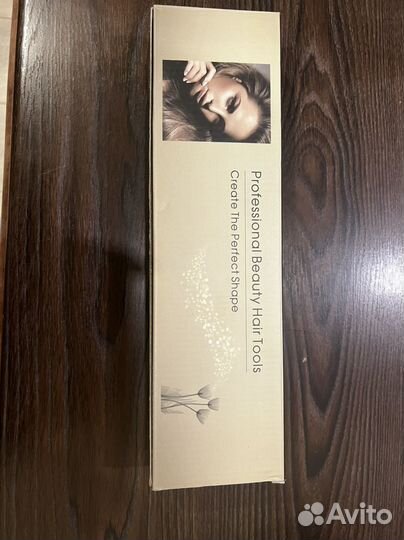 Professional Beauty Hair Tools
Create The Perfect Shape
Avito